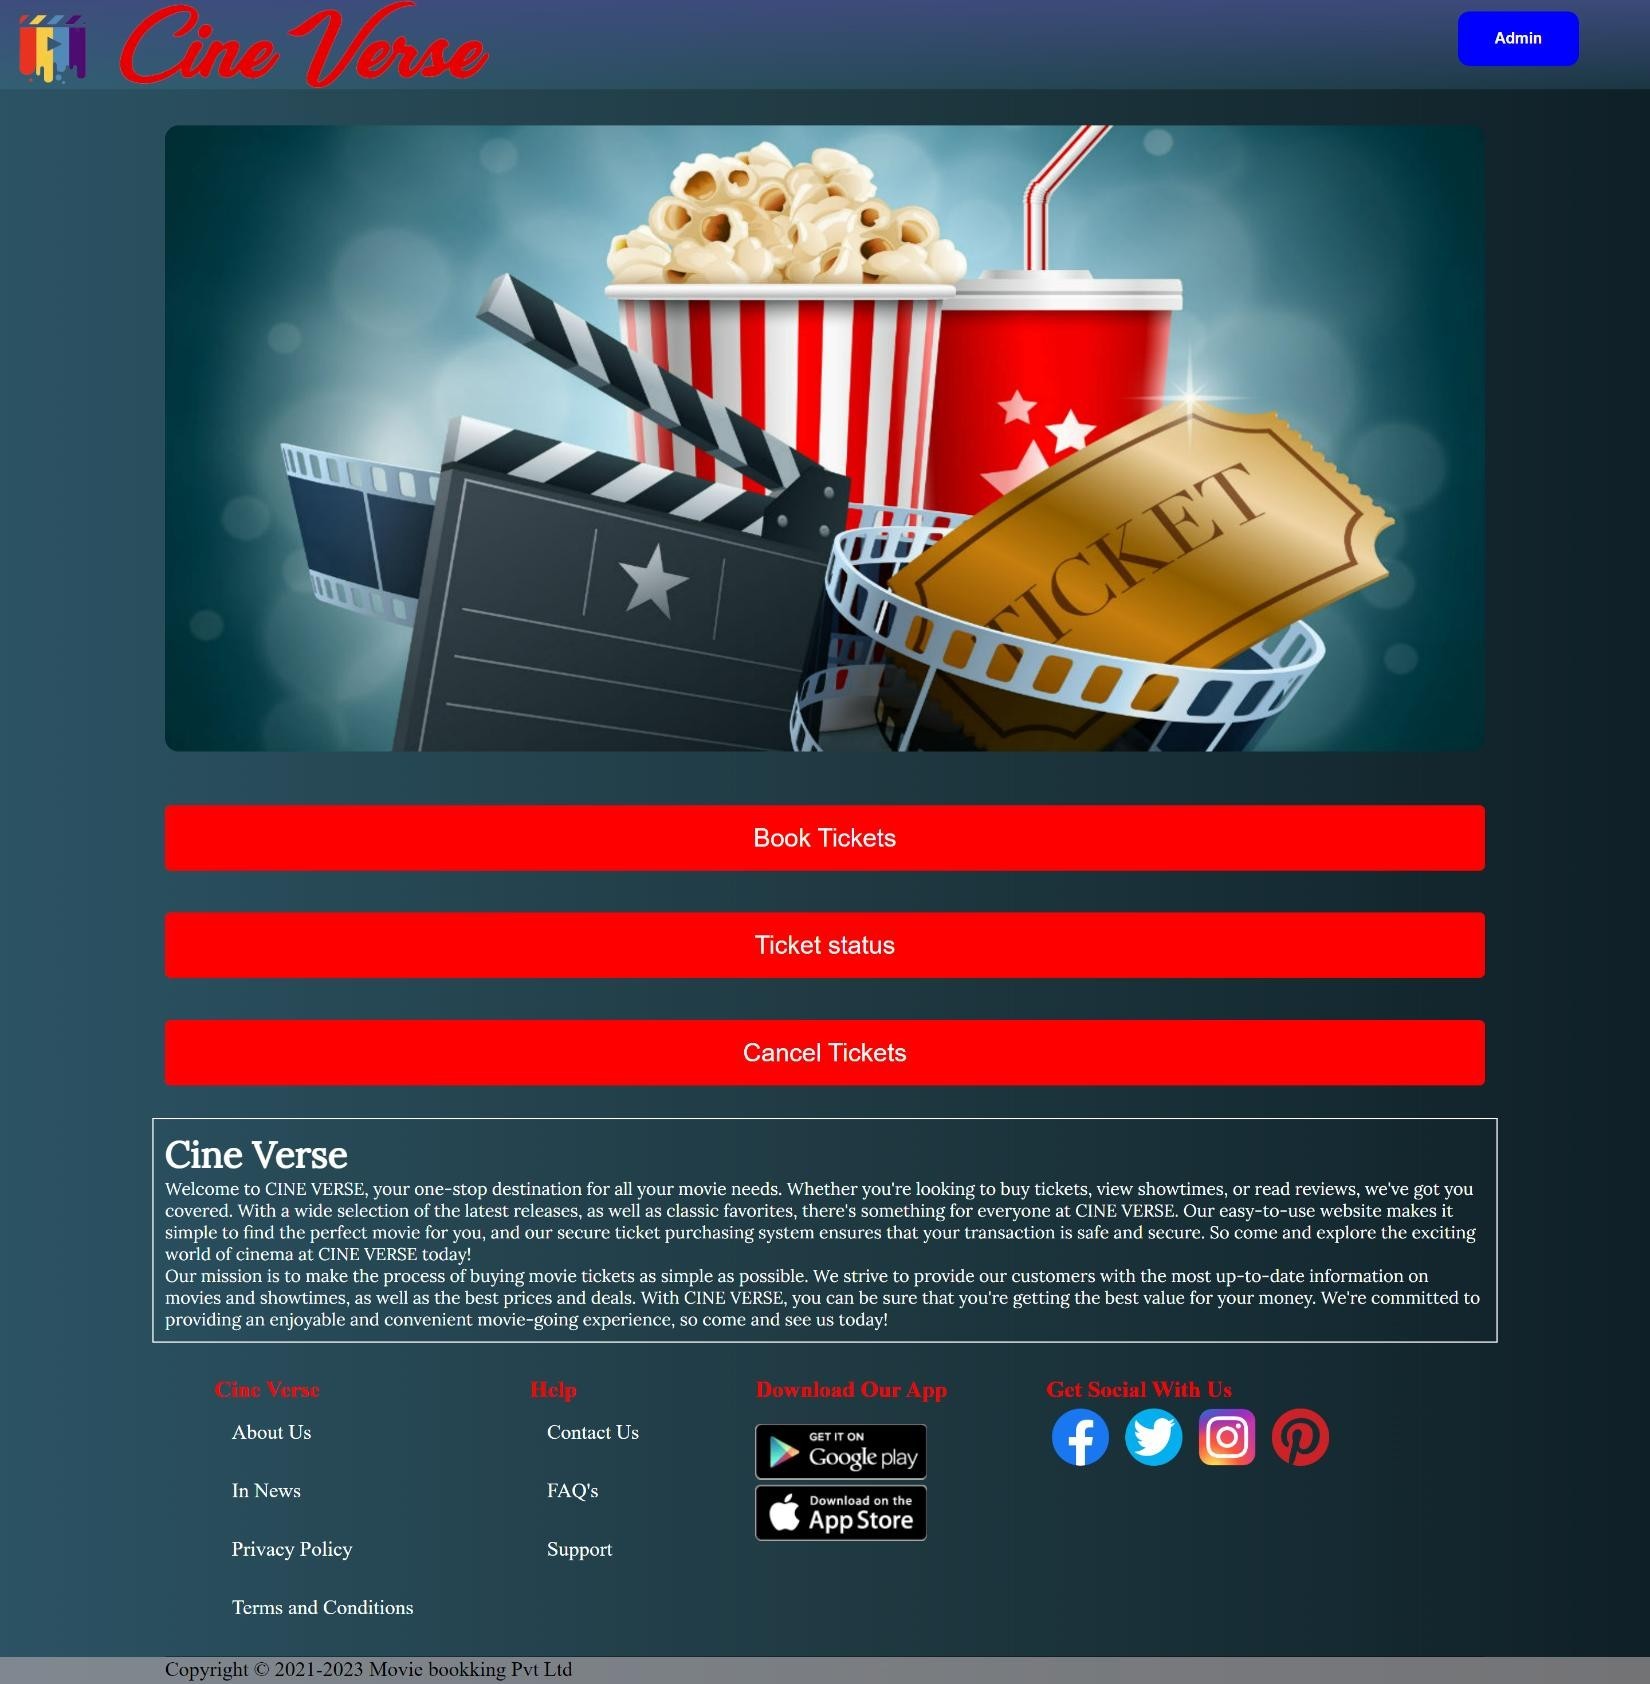 Cine Verse
Admin
TICKET
Book Tickets
Ticket status
Cancel Tickets
Cine Verse
Welcome to CINE VERSE, your one-stop destination for all your movie needs. Whether you're looking to buy tickets, view showtimes, or read reviews, we've got you
covered. With a wide selection of the latest releases, as well as classic favorites, there's something for everyone at CINE VERSE. Our easy-to-use website makes it
simple to find the perfect movie for you, and our secure ticket purchasing system ensures that your transaction is safe and secure. So come and explore the exciting
world of cinema at CINE VERSE today!
Our mission is to make the process of buying movie tickets as simple as possible. We strive to provide our customers with the most up-to-date information on
movies and showtimes, as well as the best prices and deals. With CINE VERSE, you can be sure that you're getting the best value for your money. We're committed to
providing an enjoyable and convenient movie-going experience, so come and see us today!
Cine Verse
About Us
In News
Privacy Policy
Terms and Conditions
Help
Contact Us
FAQ's
Support
Download Our App
GET IT ON
Google play
Download on the
App Store
Get Social With Us
Copyright © 2021-2023 Movie bookking Pvt Ltd